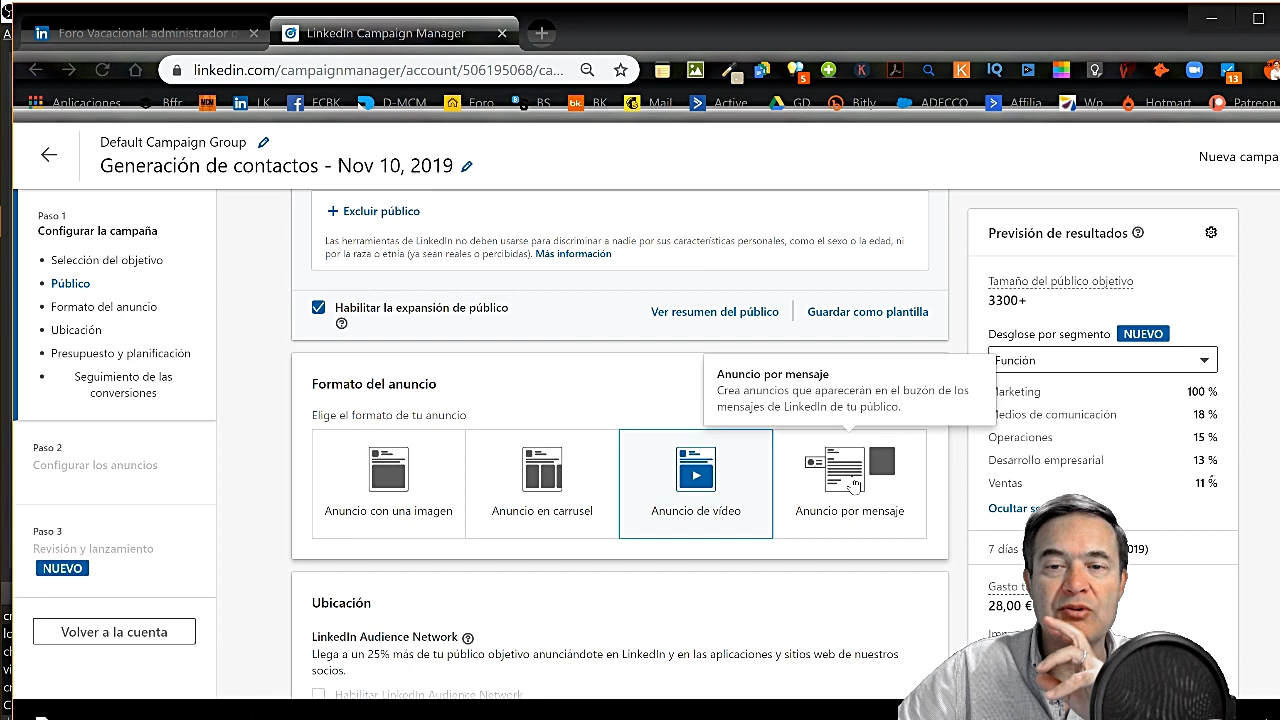 Foro Vacacional: administrador
LinkedIn Campaign Manager
linkedin.com/campaignmanager/account/506195068/ca...
5
13
Aplicaciones Bffr LK FCBK D-MCM Foro BS BK Mail Active GD Bitly ADECCO Affilia Wp Hotmart Patreon
Default Campaign Group
Generación de contactos - Nov 10, 2019
Nueva campa
Paso 1
Configurar la campaña
• Selección del objetivo
• Público
• Formato del anuncio
• Ubicación
• Presupuesto y planificación
• Seguimiento de las
conversiones
Paso 2
Configurar los anuncios
Paso 3
Revisión y lanzamiento
NUEVO
Volver a la cuenta
+ Excluir público
Las herramientas de LinkedIn no deben usarse para discriminar a nadie por sus características personales, como el sexo o la edad, ni
por la raza o etnia (ya sean reales o percibidas). Más información
Habilitar la expansión de público
Ver resumen del público
Guardar como plantilla
Formato del anuncio
Elige el formato de tu anuncio
Anuncio por mensaje
Crea anuncios que aparecerán en el buzón de los
mensajes de LinkedIn de tu público.
Anuncio con una imagen
Anuncio en carrusel
Anuncio de vídeo
Anuncio por mensaje
Ubicación
LinkedIn Audience Network
Llega a un 25% más de tu público objetivo anunciándote en LinkedIn y en las aplicaciones y sitios web de nuestros
socios.
Habilitar LinkedIn Audience Network
Previsión de resultados
Tamaño del público objetivo
3300+
Desglose por segmento NUEVO
Función
Marketing 100 %
Medios de comunicación 18 %
Operaciones 15 %
Desarrollo empresarial 13 %
Ventas 11 %
Ocultar
7 días 019)
Gasto
28,00 €